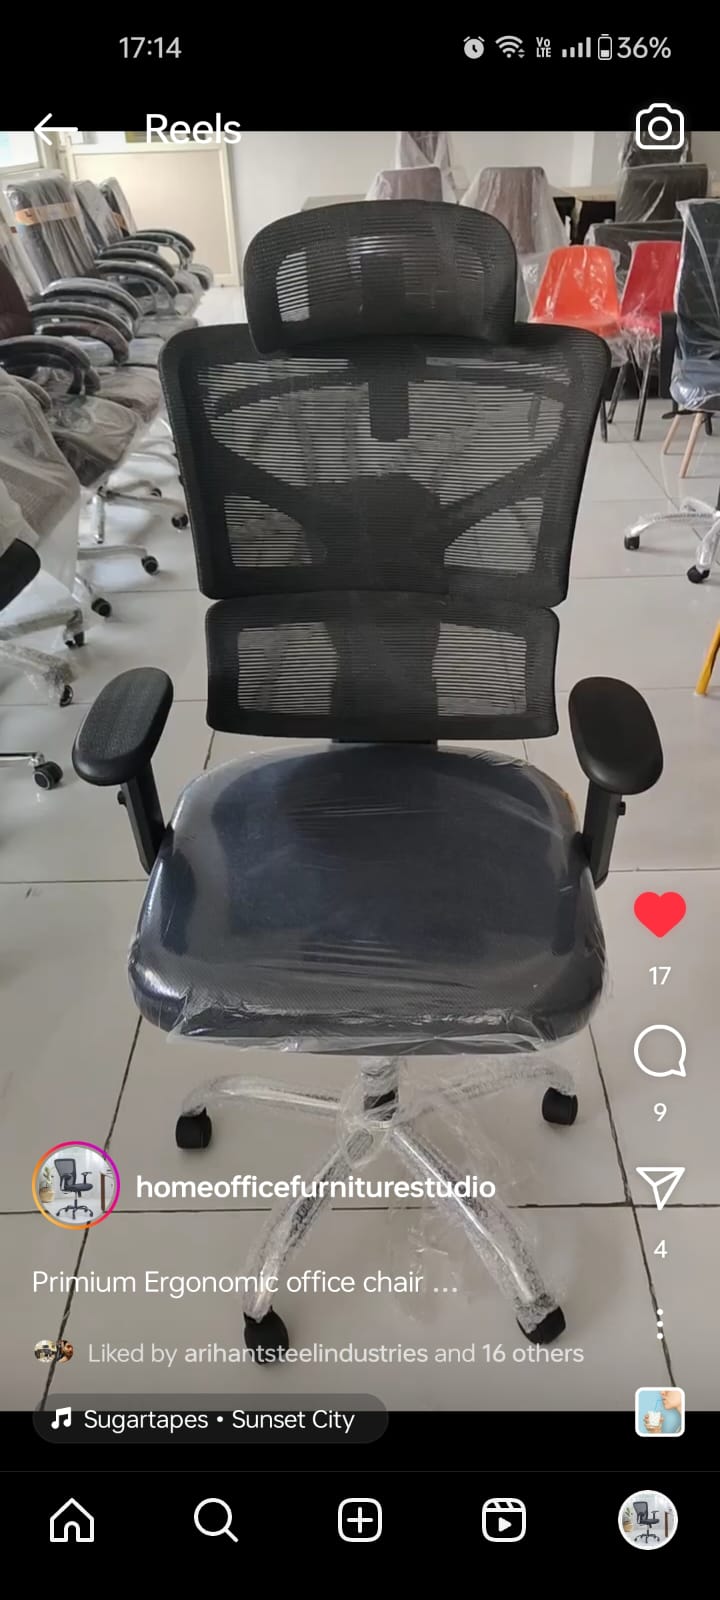 17:14
Vo
LTE
36%
Reels
17
9
homeofficefurniturestudio
4
Primium Ergonomic office chair ...
Liked by arihantsteelindustries and 16 others
Sugartapes • Sunset City